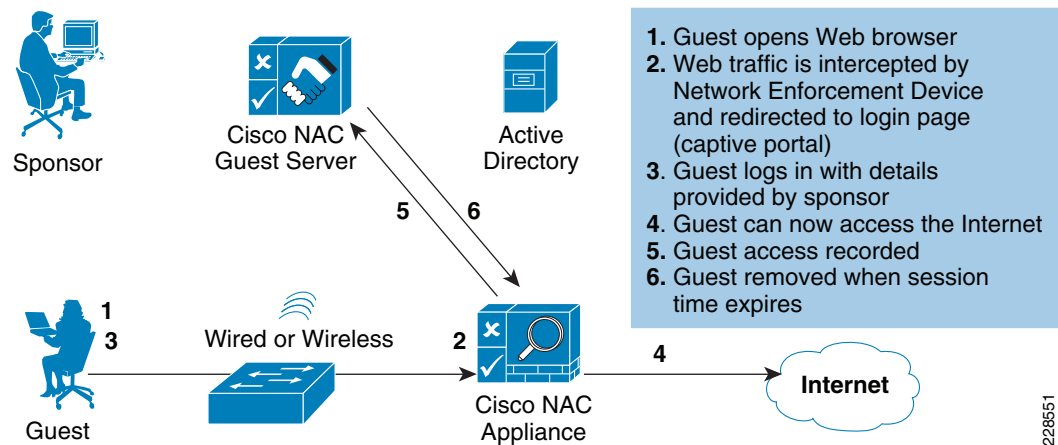 1. Guest opens Web browser
2. Web traffic is intercepted by
Network Enforcement Device
and redirected to login page
(captive portal)
3. Guest logs in with details
provided by sponsor
4. Guest can now access the Internet
5. Guest access recorded
6. Guest removed when session
time expires
Sponsor
Cisco NAC
Guest Server
Active
Directory
5
6
1
3
Wired or Wireless
2
4
Internet
Guest
Cisco NAC
Appliance
228551